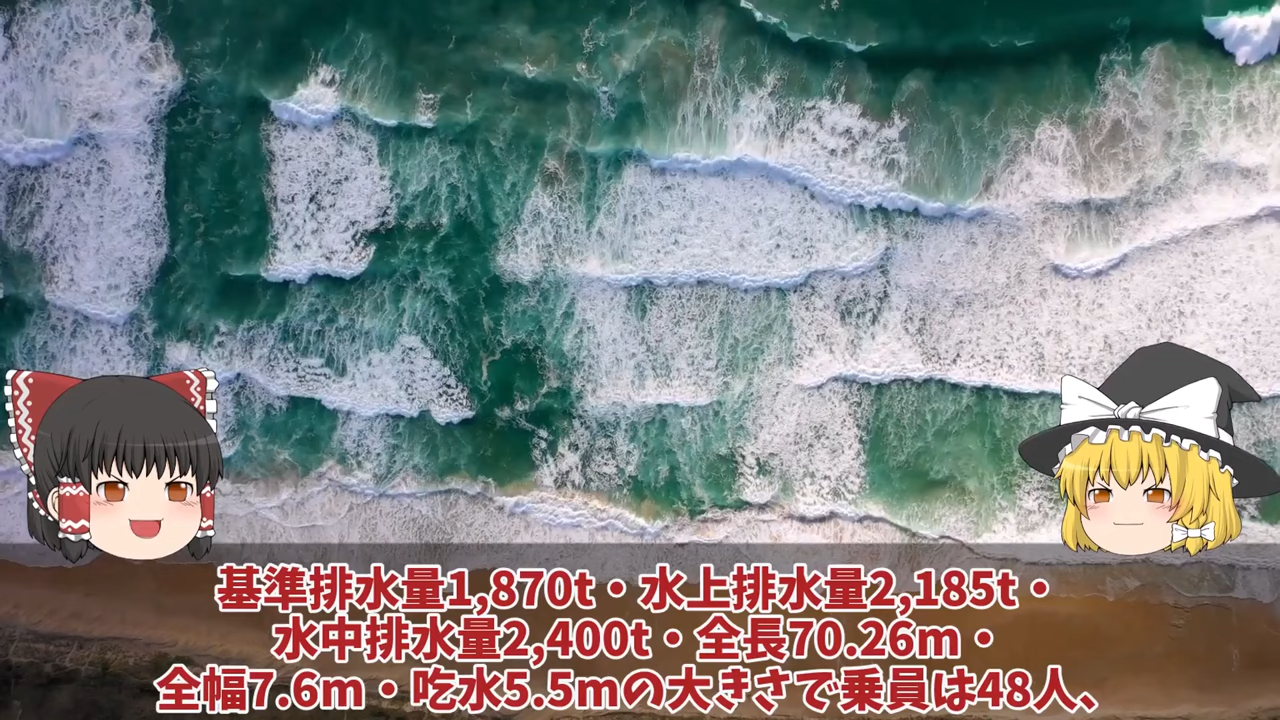 基準排水量1,870t・水上排水量2,185t・
水中排水量2,400t・全長70.26m・
全幅7.6m・吃水5.5mの大きさで乗員は48人、